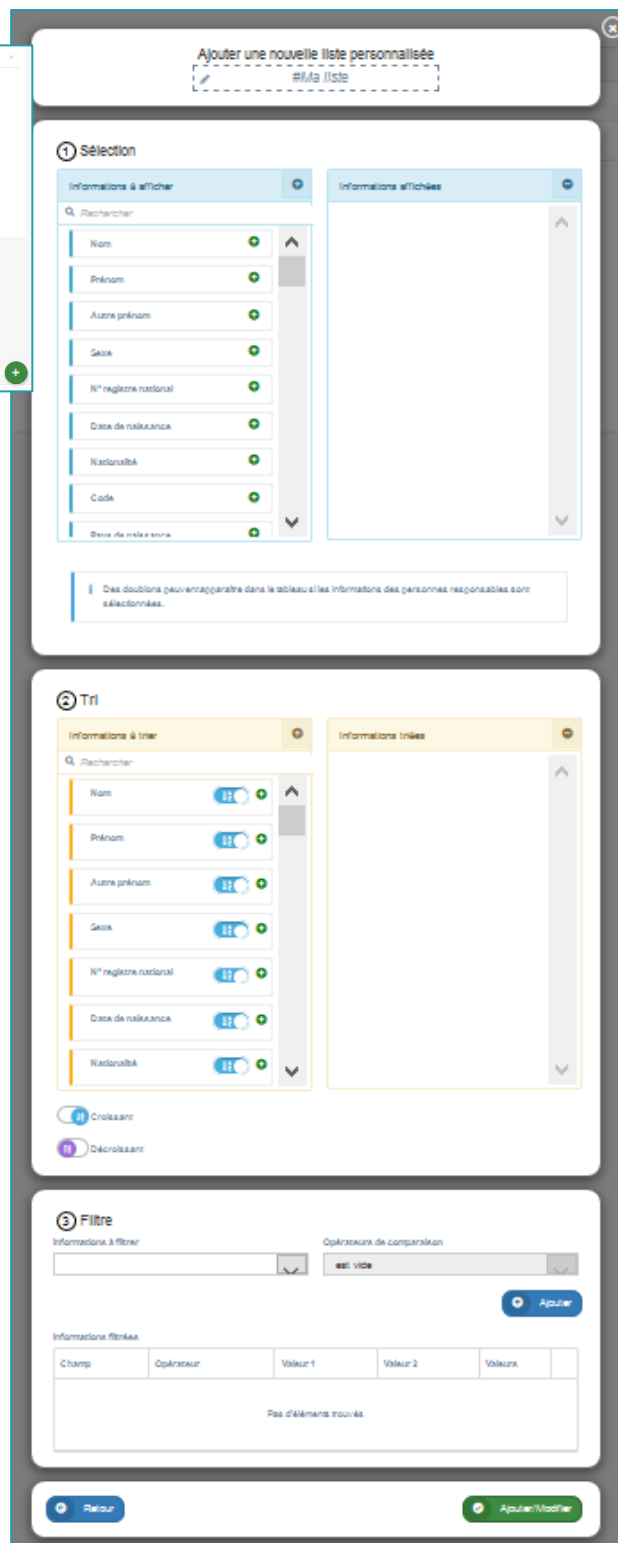 Ajouter une nouvelle liste personnalisée
#Ma liste
1 Sélection
Informations à afficher
Informations affichées
Rechercher
Nom
Prénom
Autre prénom
Sexe
N° registre national
Date de naissance
Nationalité
Code
Pays de naissance
Des doublons peuvent apparaître dans le tableau si les informations des personnes responsables sont
sélectionnées.
2 Tri
Informations à trier
Informations triées
Rechercher
Nom
Prénom
Autre prénom
Sexe
N° registre national
Date de naissance
Nationalité
Croissant
Décroissant
3 Filtre
Informations à filtrer
Opérateurs de comparaison
est vide
Ajouter
Informations filtrées
Champ Opérateur Valeur 1 Valeur 2 Valeurs
Pas d'éléments trouvés
Retour
Ajouter/Modifier